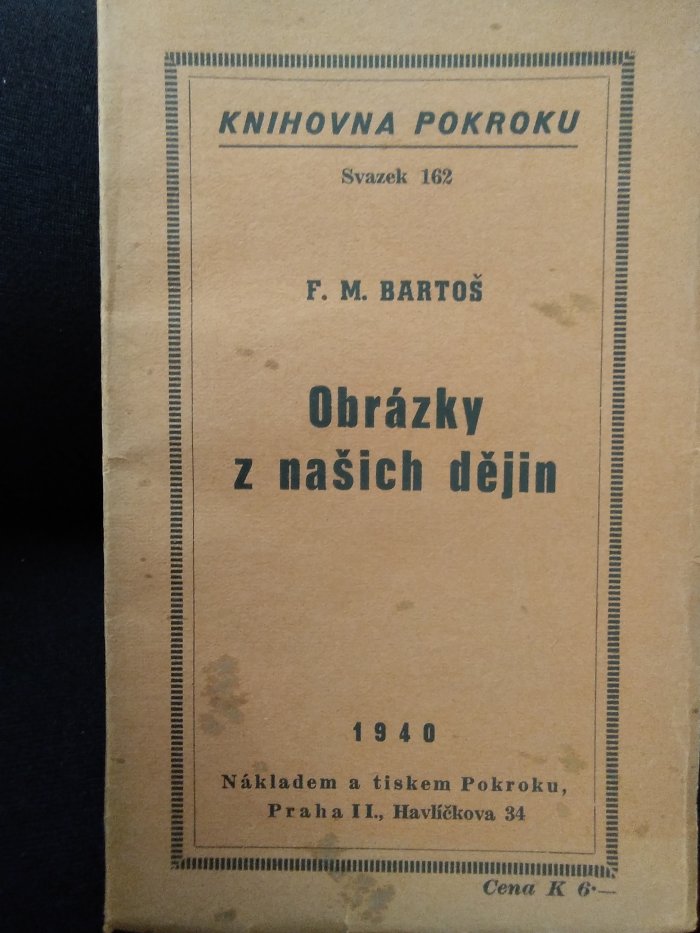 KNIHOVNA POKROKU
Svazek 162
F. M. BARTOŠ
Obrázky
z našich dějin
1940
Nákladem a tiskem Pokroku,
Praha II., Havlíčkova 34
Cena K 6·—